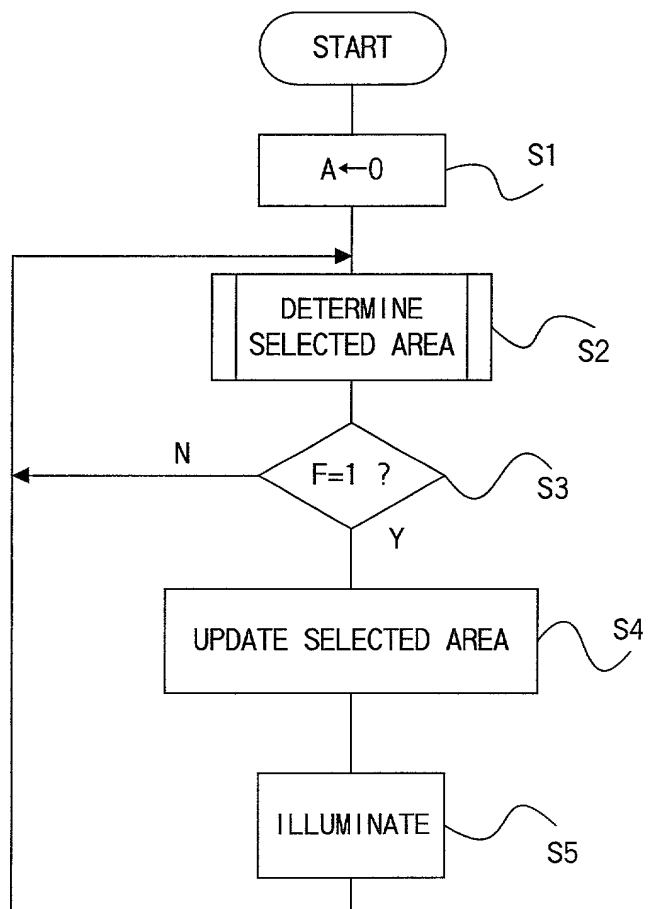 START
A←0
S1
DETERMINE
SELECTED AREA
S2
N
F=1 ?
S3
Y
UPDATE SELECTED AREA
S4
ILLUMINATE
S5